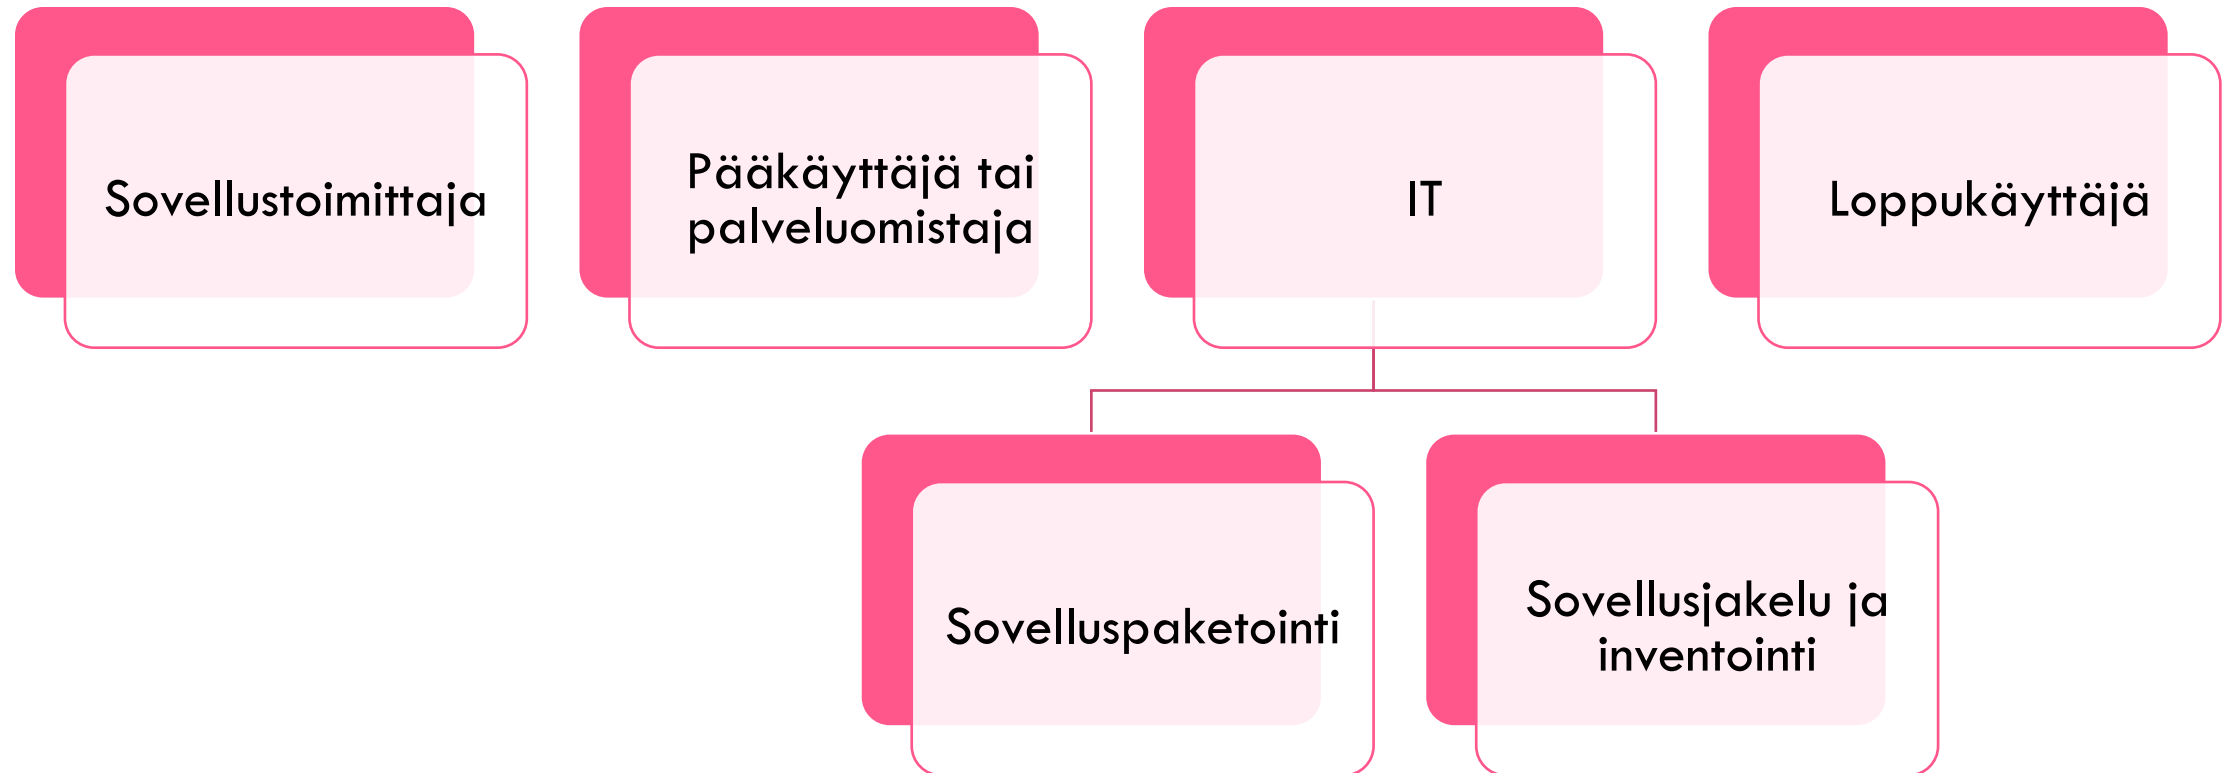 Sovellustoimittaja
Pääkäyttäjä tai
palveluomistaja
IT
Loppukäyttäjä
Sovelluspaketointi
Sovellusjakelu ja
inventointi